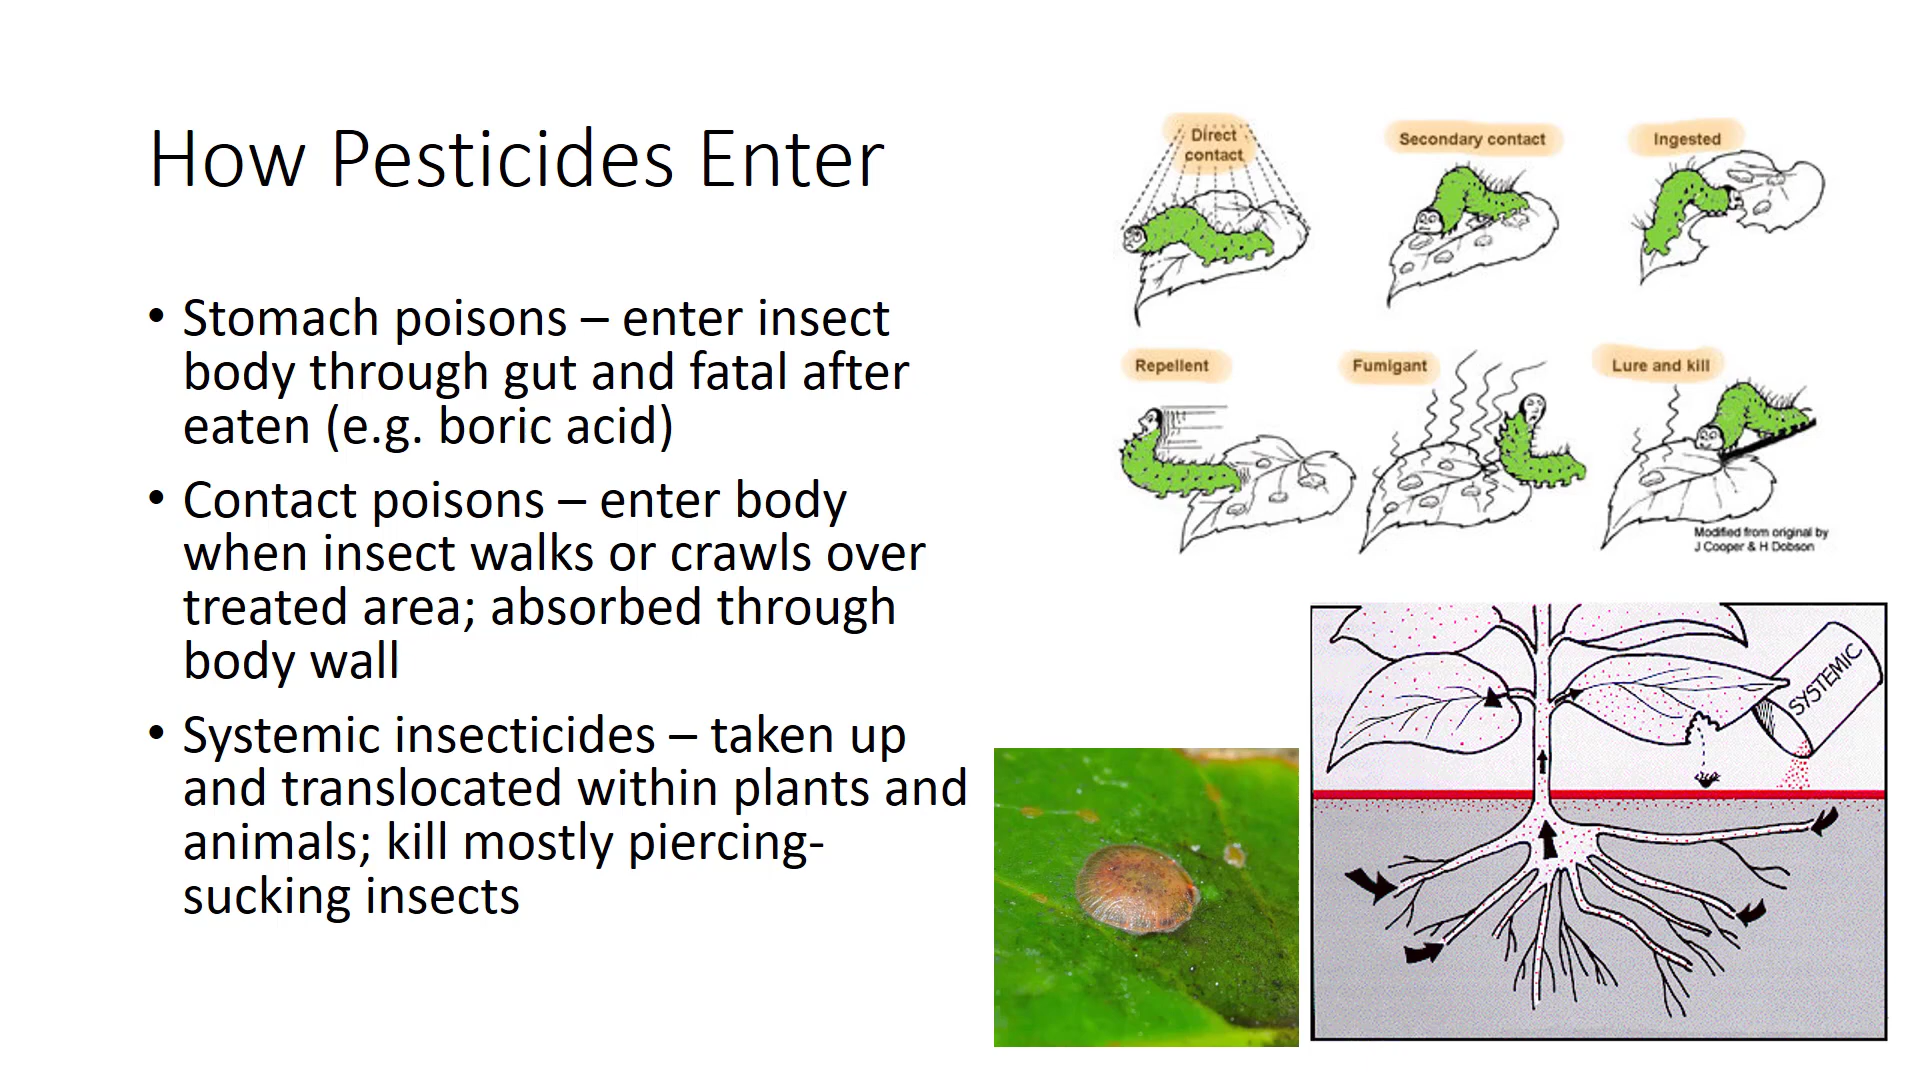 How Pesticides Enter
• Stomach poisons – enter insect
body through gut and fatal after
eaten (e.g. boric acid)
• Contact poisons – enter body
when insect walks or crawls over
treated area; absorbed through
body wall
• Systemic insecticides – taken up
and translocated within plants and
animals; kill mostly piercing-
sucking insects
Direct
contact
Secondary contact
Ingested
Repellent
Fumigant
Lure and kill
Modified from original by
J Cooper & H Dobson
SYSTEMIC